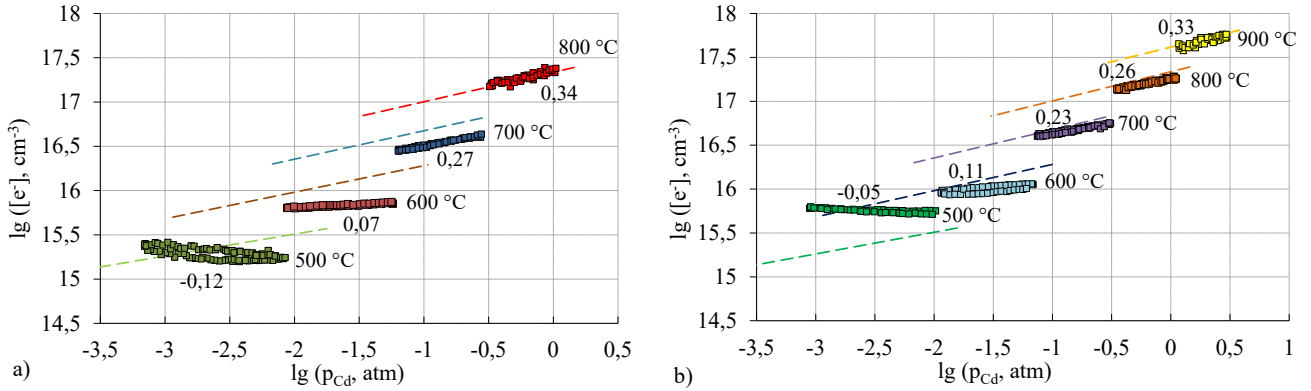 18
17,5
17
16,5
16
15,5
15
14,5
lg ([e-], cm-3)
800 °C
0,34
700 °C
0,27
600 °C
0,07
500 °C
-0,12
-3,5 -3 -2,5 -2 -1,5 -1 -0,5 0 0,5
lg (pCd, atm)
a)
18
17,5
17
16,5
16
15,5
15
14,5
lg ([e-], cm-3)
0,33
900 °C
0,26
800 °C
0,23
700 °C
0,11
600 °C
-0,05
500 °C
-3,5 -3 -2,5 -2 -1,5 -1 -0,5 0 0,5 1
lg (pCd, atm)
b)